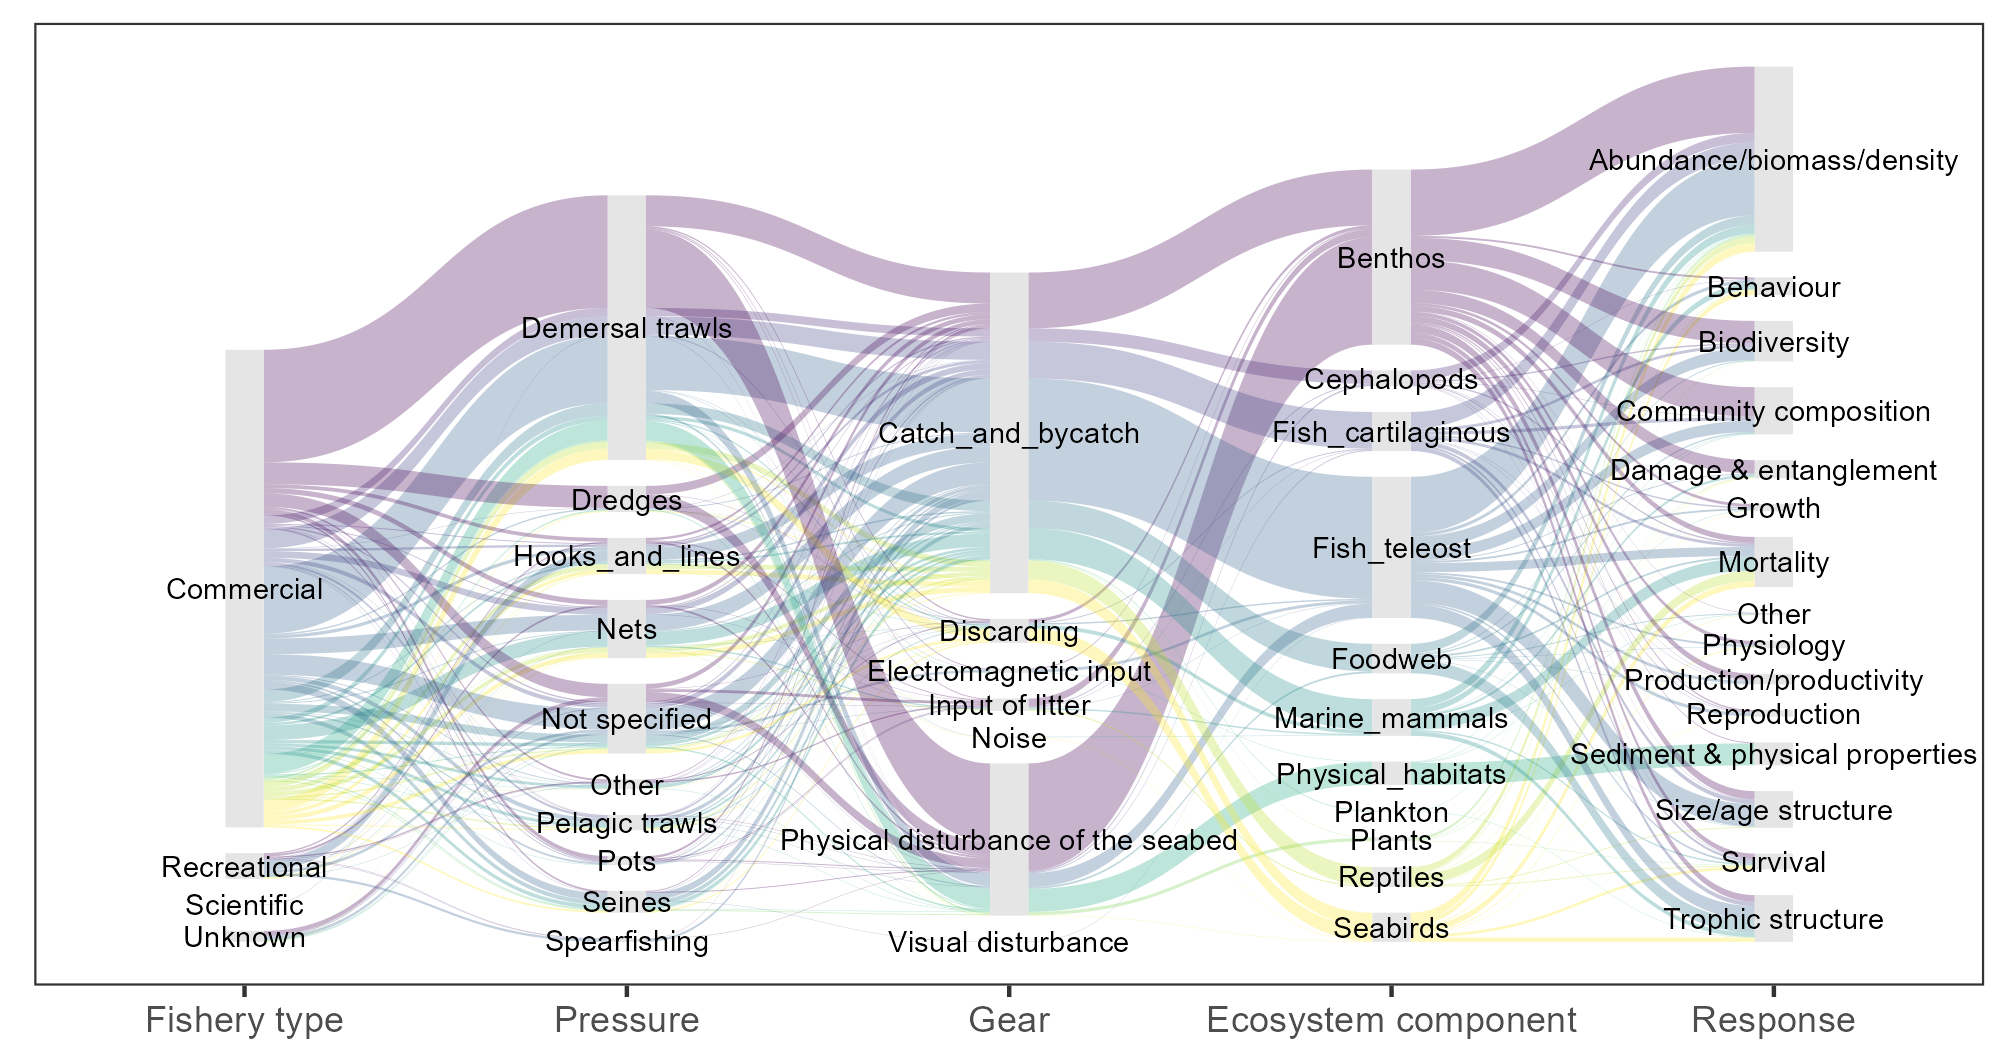 Commercial
Recreational
Scientific
Unknown
Demersal trawls
Dredges
Hooks_and_lines
Nets
Not specified
Other
Pelagic trawls
Pots
Seines
Spearfishing
Catch_and_bycatch
Discarding
Electromagnetic input
Input of litter
Noise
Physical disturbance of the seabed
Visual disturbance
Benthos
Cephalopods
Fish_cartilaginous
Fish_teleost
Foodweb
Marine_mammals
Physical_habitats
Plankton
Plants
Reptiles
Seabirds
Abundance/biomass/density
Behaviour
Biodiversity
Community composition
Damage & entanglement
Growth
Mortality
Other
Physiology
Production/productivity
Reproduction
Sediment & physical properties
Size/age structure
Survival
Trophic structure
Fishery type
Pressure
Gear
Ecosystem component
Response